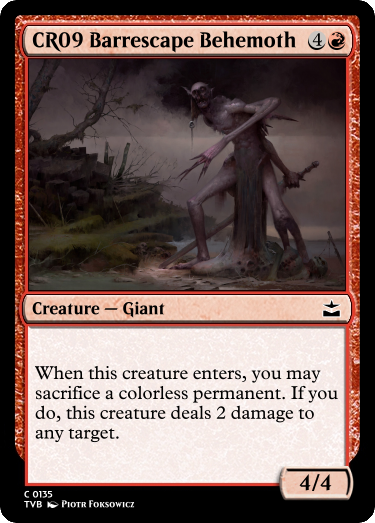 CR09 Barrescape Behemoth 4
Creature — Giant
When this creature enters, you may
sacrifice a colorless permanent. If you
do, this creature deals 2 damage to
any target.
4/4
C 0135
TVB Piotr Foksowicz